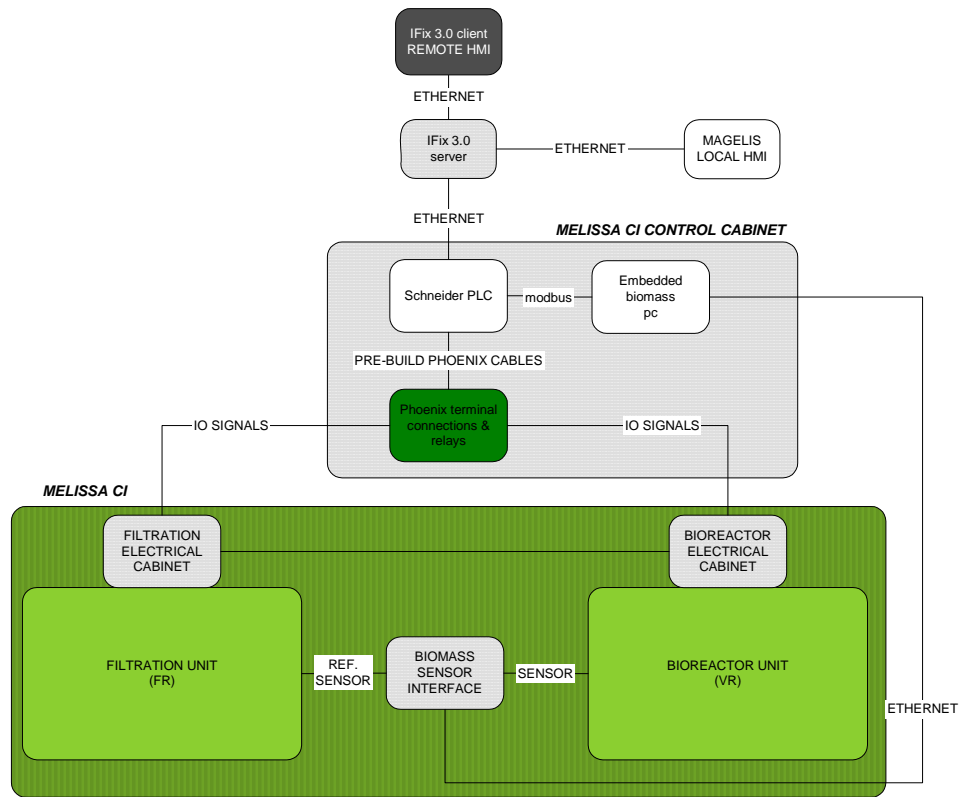 IFix 3.0 client
REMOTE HMI
ETHERNET
IFix 3.0
server
ETHERNET
MAGELIS
LOCAL HMI
ETHERNET
MELISSA CI CONTROL CABINET
Schneider PLC
modbus
Embedded
biomass
pc
PRE-BUILD PHOENIX CABLES
Phoenix terminal
connections &
relays
IO SIGNALS
IO SIGNALS
MELISSA CI
FILTRATION
ELECTRICAL
CABINET
BIOREACTOR
ELECTRICAL
CABINET
FILTRATION UNIT
(FR)
REF.
SENSOR
BIOMASS
SENSOR
INTERFACE
SENSOR
BIOREACTOR UNIT
(VR)
ETHERNET